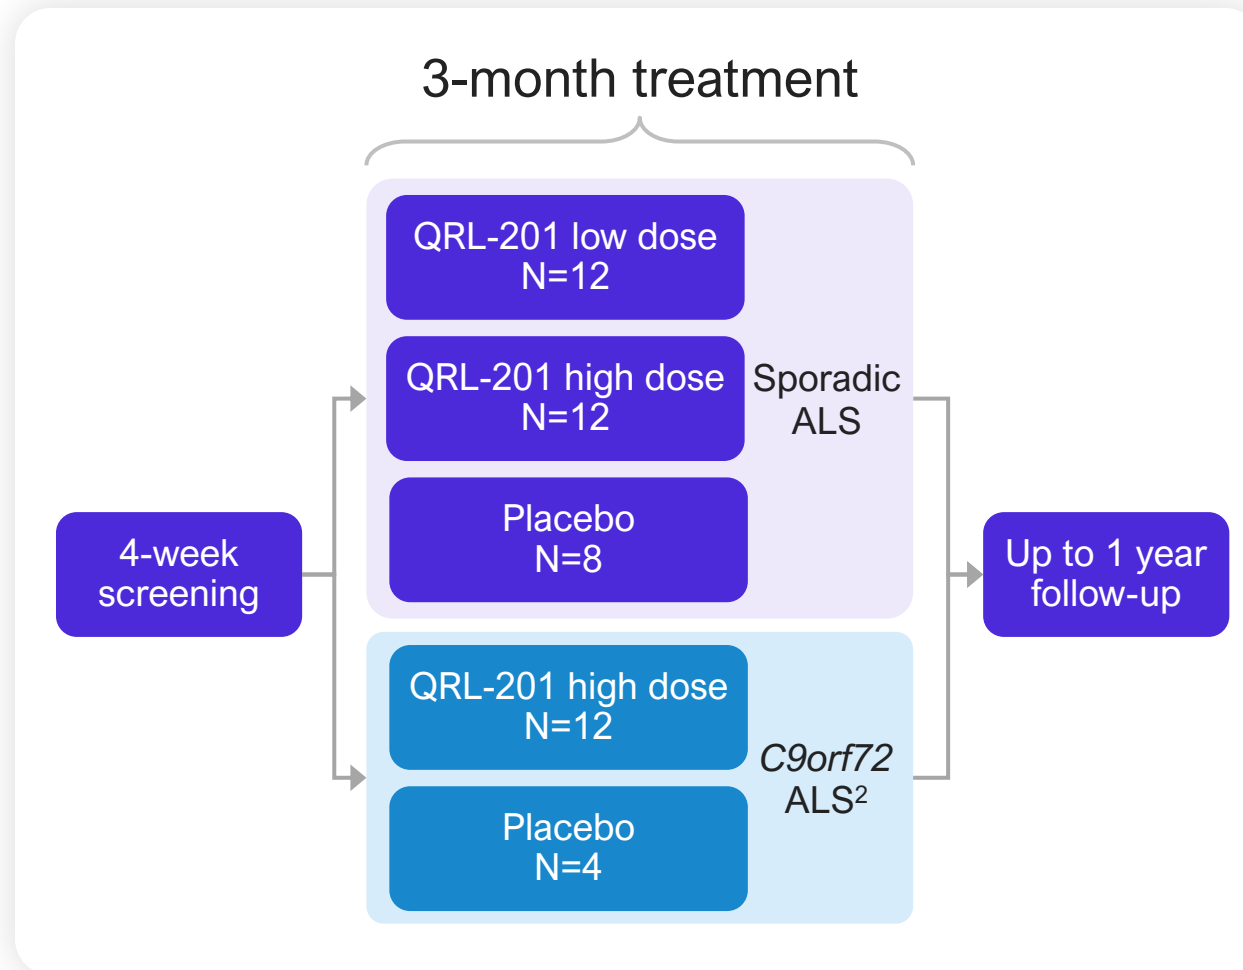 3-month treatment
QRL-201 low dose
N=12
QRL-201 high dose
N=12
Placebo
N=8
Sporadic
ALS
4-week
screening
Up to 1 year
follow-up
QRL-201 high dose
N=12
Placebo
N=4
C9orf72
ALS²